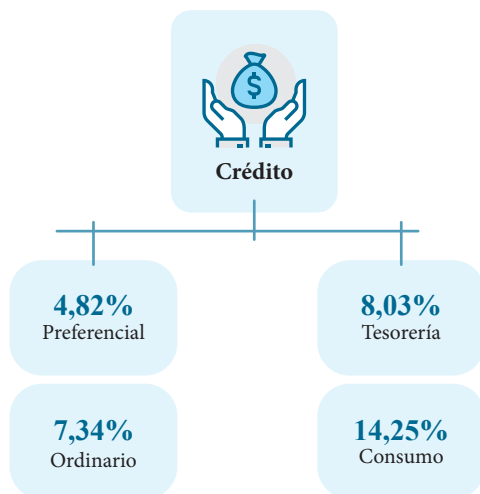 $
Crédito
4,82%
Preferencial
8,03%
Tesorería
7,34%
Ordinario
14,25%
Consumo